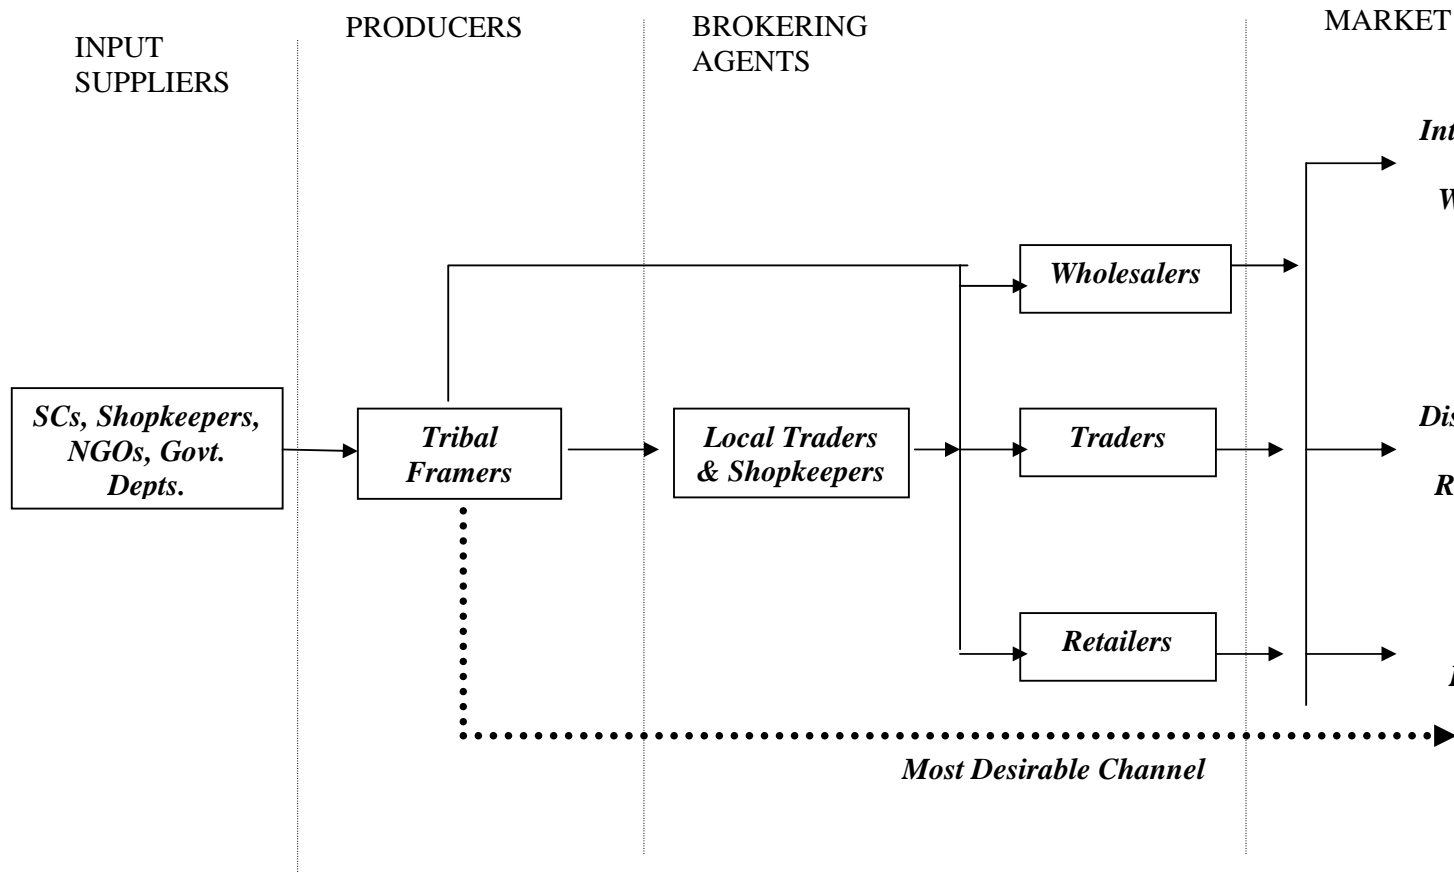 INPUT
SUPPLIERS
PRODUCERS
BROKERING
AGENTS
MARKET
Wholesalers
SCs, Shopkeepers,
NGOs, Govt.
Depts.
Tribal
Framers
Local Traders
& Shopkeepers
Traders
Retailers
Most Desirable Channel